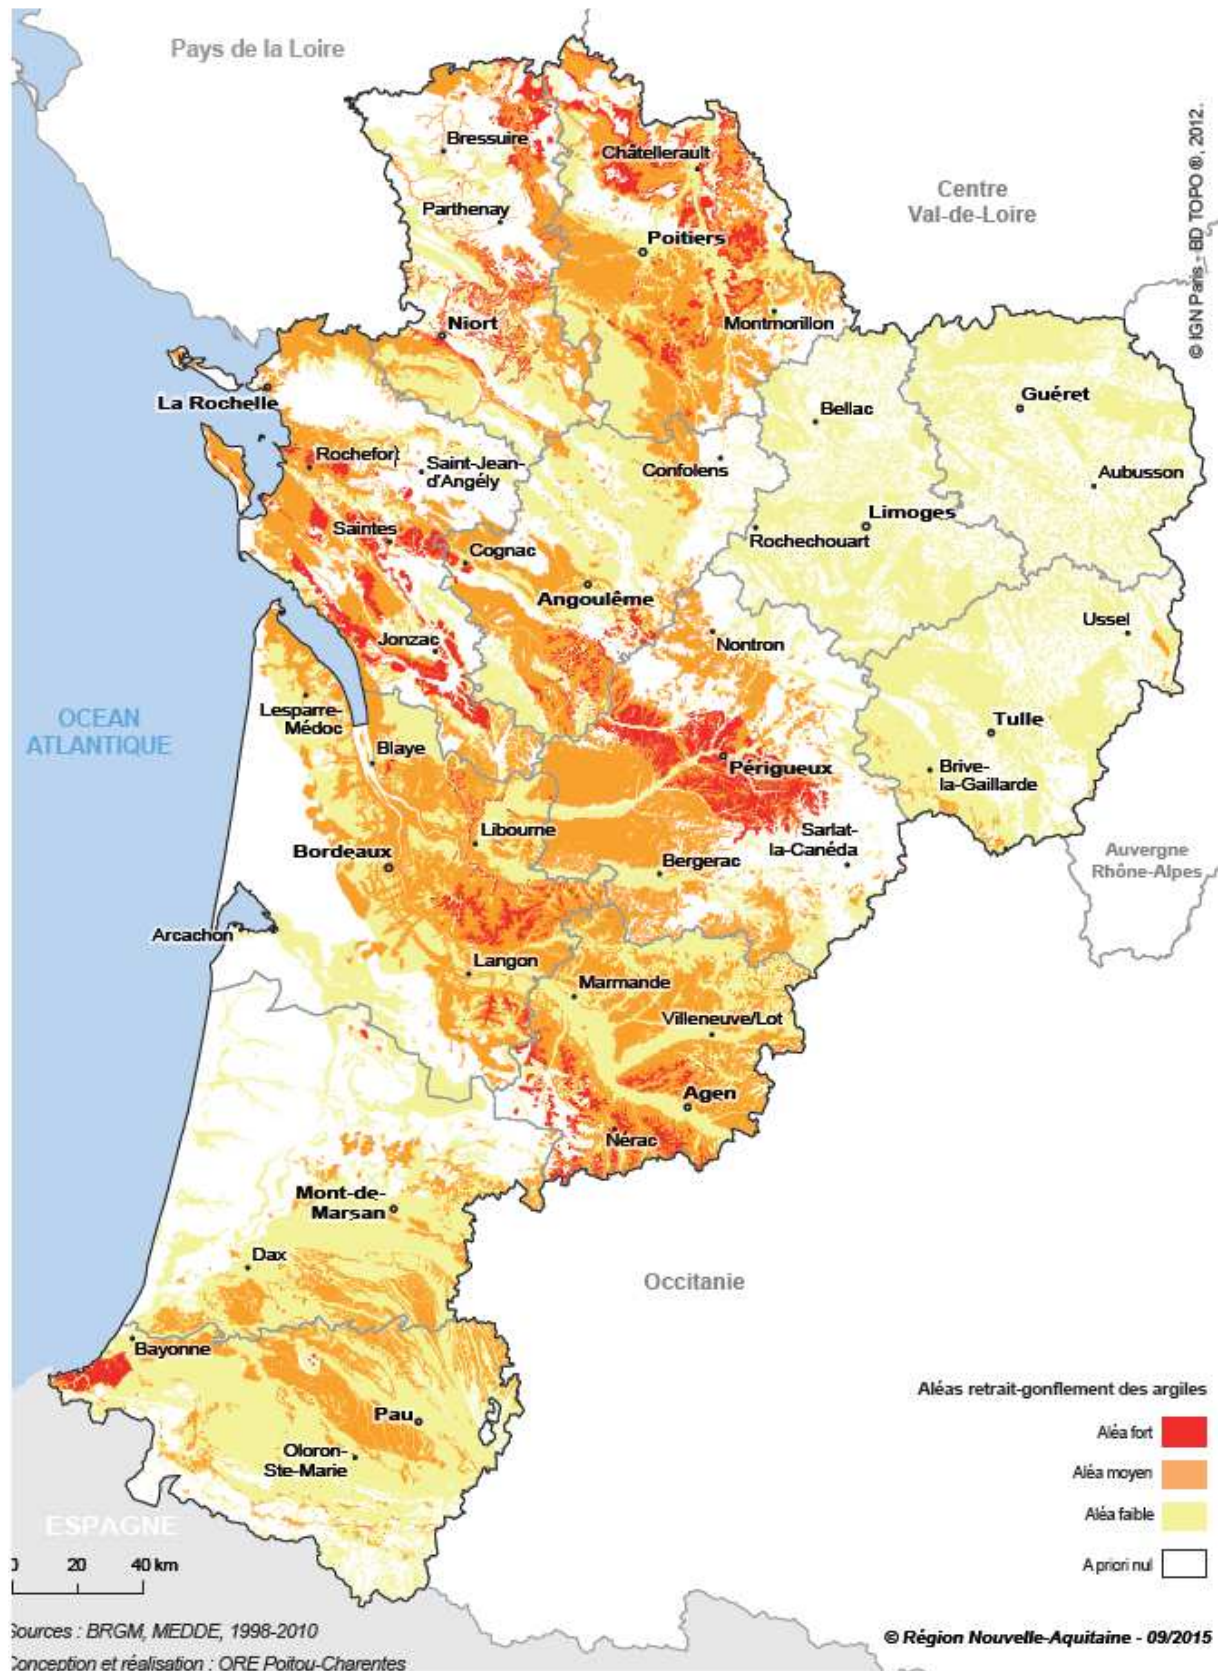 Pays de la Loire
© IGN Paris - BD TOPO ®, 2012.
Bressuire
Châtellerault
Centre
Val-de-Loire
Parthenay
Poitiers
Niort
Montmorillon
La Rochelle
Bellac
Guéret
Rochefort
Saint-Jean-
d'Angély
Confolens
Aubusson
Limoges
Saintes
Rochechouart
Cognac
Angoulême
Ussel
Jonzac
Nontron
Lesparre-
Médoc
OCEAN
ATLANTIQUE
Tulle
Blaye
Périgueux
Brive-
la-Gaillarde
Libourne
Sarlat-
la-Canéda
Bordeaux
Bergerac
Auvergne
Rhône-Alpes
Arcachon
Langon
Marmande
Villeneuve/Lot
Agen
Nérac
Mont-de-
Marsan
Dax
Occitanie
Bayonne
Pau
Oloron-
Ste-Marie
Aléas retrait-gonflement des argiles
Aléa fort
Aléa moyen
Aléa faible
A priori nul
ESPAGNE
0 20 40 km
Sources : BRGM, MEDDE, 1998-2010
© Région Nouvelle-Aquitaine - 09/2015
Conception et réalisation : ORE Poitou-Charentes